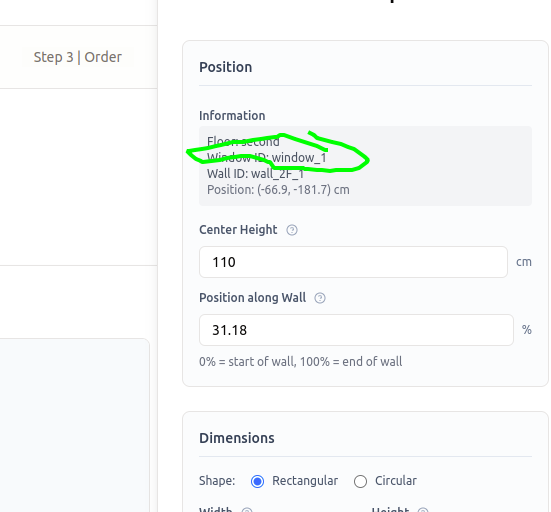 Step 3 | Order
Position
Information
Floor: second
Window ID: window_1
Wall ID: wall_2F_1
Position: (-66.9, -181.7) cm
Center Height
110 cm
Position along Wall
31.18 %
0% = start of wall, 100% = end of wall
Dimensions
Shape: Rectangular Circular
Width Height